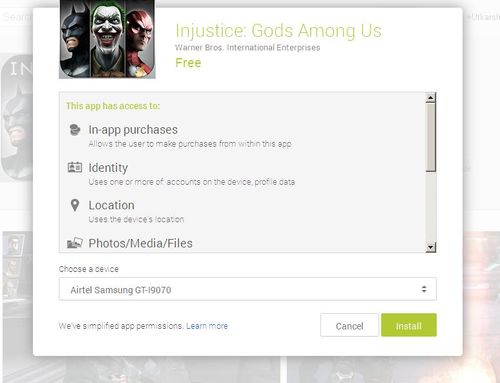 Search
+Utkarsh
IN
Injustice: Gods Among Us
Warner Bros. International Enterprises
Free
This app has access to:
In-app purchases
Allows the user to make purchases from within this app
Identity
Uses one or more of: accounts on the device, profile data
Location
Uses the device's location
Photos/Media/Files
Choose a device
Airtel Samsung GT-I9070
We've simplified app permissions. Learn more
Cancel
Install